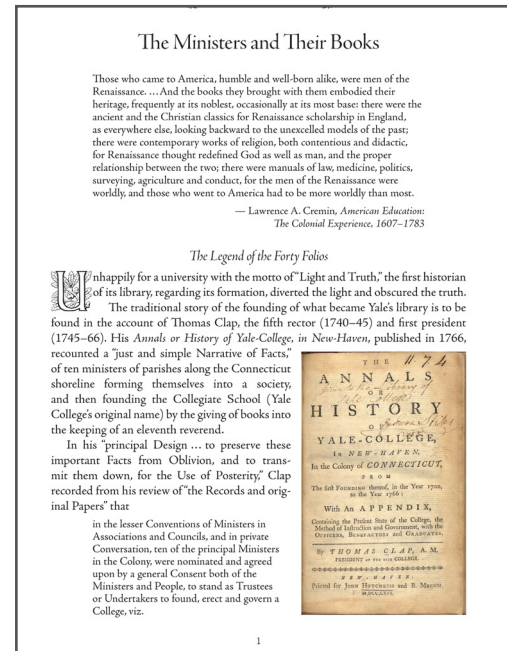 The Ministers and Their Books
Those who came to America, humble and well-born alike, were men of the
Renaissance. …And the books they brought with them embodied their
heritage, frequently at its noblest, occasionally at its most base: there were the
ancient and the Christian classics for Renaissance scholarship in England,
as everywhere else, looking backward to the unexcelled models of the past;
there were contemporary works of religion, both contentious and didactic,
for Renaissance thought redefined God as well as man, and the proper
relationship between the two; there were manuals of law, medicine, politics,
surveying, agriculture and conduct, for the men of the Renaissance were
worldly, and those who went to America had to be more worldly than most.
— Lawrence A. Cremin, American Education:
The Colonial Experience, 1607–1783
The Legend of the Forty Folios
Unhappily for a university with the motto of “Light and Truth,” the first historian
of its library, regarding its formation, diverted the light and obscured the truth.
The traditional story of the founding of what became Yale’s library is to be
found in the account of Thomas Clap, the fifth rector (1740–45) and first president
(1745–66). His Annals or History of Yale-College, in New-Haven, published in 1766,
recounted a “just and simple Narrative of Facts,”
of ten ministers of parishes along the Connecticut
shoreline forming themselves into a society,
and then founding the Collegiate School (Yale
College’s original name) by the giving of books into
the keeping of an eleventh reverend.
In his “principal Design … to preserve these
important Facts from Oblivion, and to trans-
mit them down, for the Use of Posterity,” Clap
recorded from his review of “the Records and orig-
inal Papers” that
in the lesser Conventions of Ministers in
Associations and Councils, and in private
Conversation, ten of the principal Ministers
in the Colony, were nominated and agreed
upon by a general Consent both of the
Ministers and People, to stand as Trustees
or Undertakers to found, erect and govern a
College, viz.
11.74
THE
ANNALS
OR
HISTORY
OF
YALE-COLLEGE,
In NEW-HAVEN,
In the Colony of CONNECTICUT,
FROM
The first FOUNDING thereof, in the Year 1700,
to the Year 1766:
With An APPENDIX,
Containing the Present State of the College, the
Method of Instruction and Government, with the
OFFICERS, BENEFACTORS and GRADUATES.
By THOMAS CLAP, A.M.
PRESIDENT OF THE SAID COLLEGE.
NEW-HAVEN:
Printed for JOHN HOTCHKISS and B. MECOM.
M,DCC,LXVI.
1